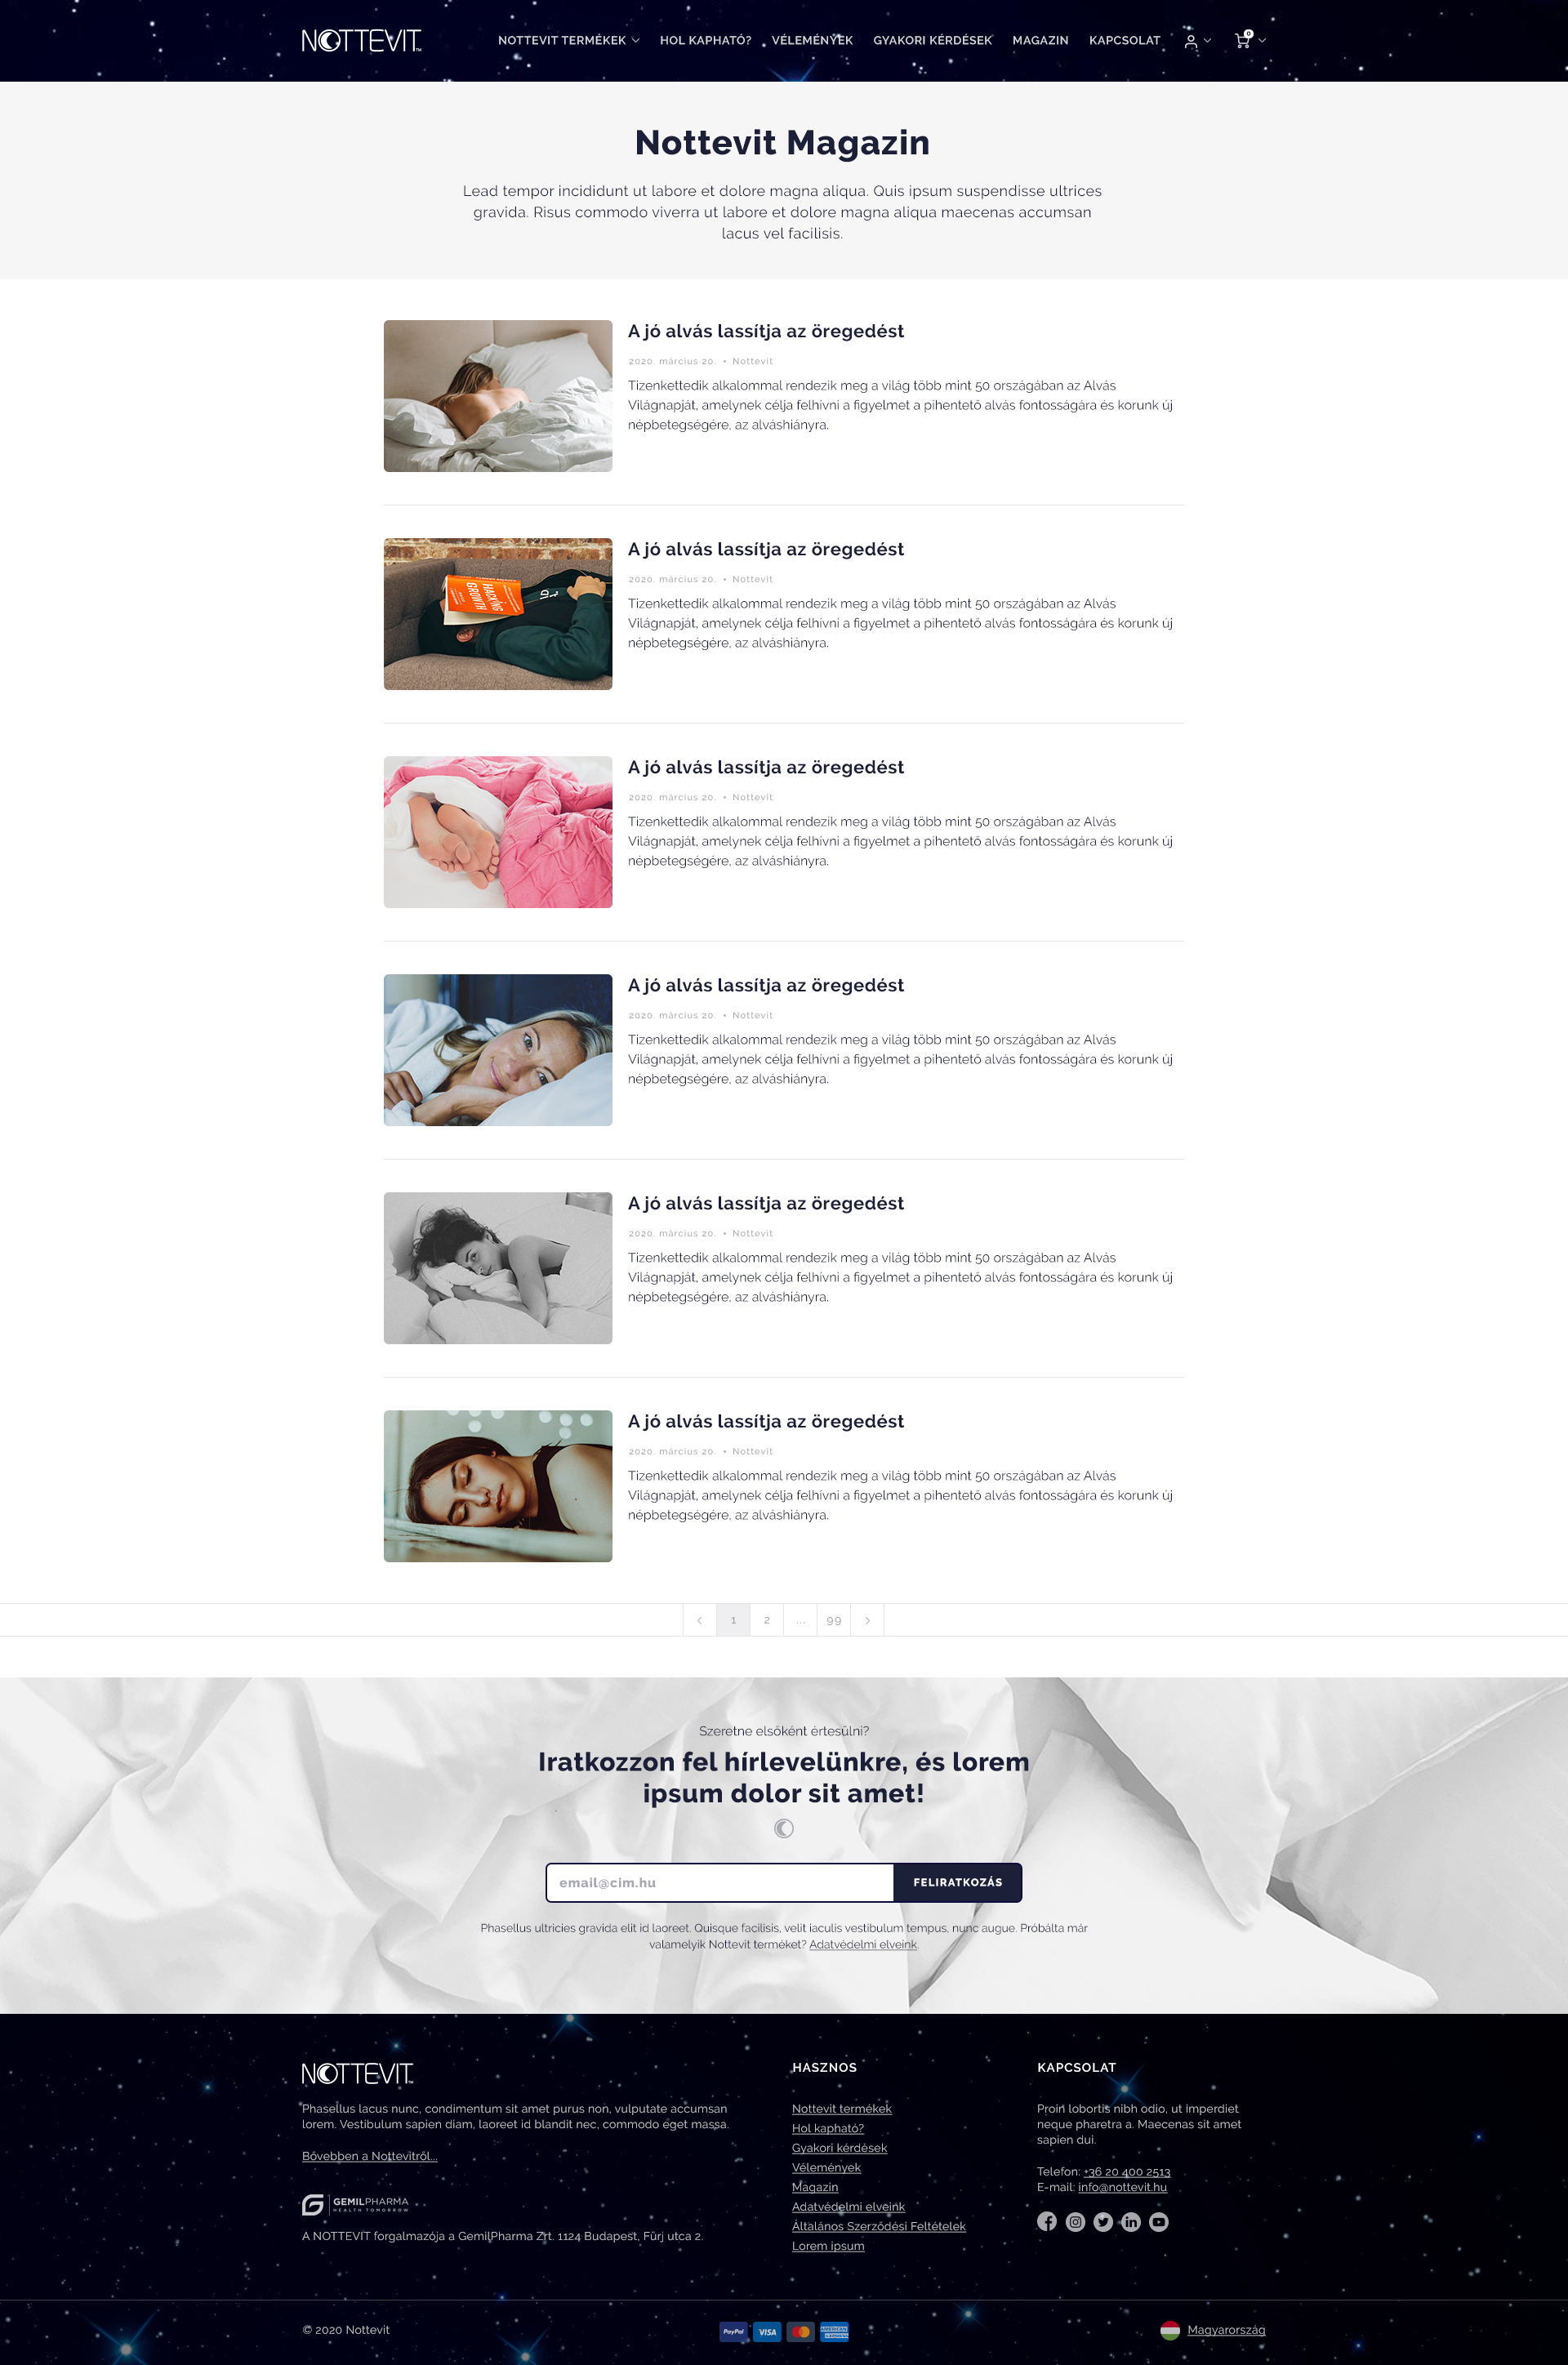 NOTTEVIT
NOTTEVIT TERMÉKEK HOL KAPHATÓ? VÉLEMÉNYEK GYAKORI KÉRDÉSEK MAGAZIN KAPCSOLAT 0
Nottevit Magazin
Lead tempor incididunt ut labore et dolore magna aliqua. Quis ipsum suspendisse ultrices
gravida. Risus commodo viverra ut labore et dolore magna aliqua maecenas accumsan
lacus vel facilisis.
A jó alvás lassítja az öregedést
2020. március 20. • Nottevit
Tizenkettedik alkalommal rendezik meg a világ több mint 50 országában az Alvás
Világnapját, amelynek célja felhívni a figyelmet a pihentető alvás fontosságára és korunk új
népbetegségére, az alváshiányra.
HACKING
GROWTH
A jó alvás lassítja az öregedést
2020. március 20. • Nottevit
Tizenkettedik alkalommal rendezik meg a világ több mint 50 országában az Alvás
Világnapját, amelynek célja felhívni a figyelmet a pihentető alvás fontosságára és korunk új
népbetegségére, az alváshiányra.
A jó alvás lassítja az öregedést
2020. március 20. • Nottevit
Tizenkettedik alkalommal rendezik meg a világ több mint 50 országában az Alvás
Világnapját, amelynek célja felhívni a figyelmet a pihentető alvás fontosságára és korunk új
népbetegségére, az alváshiányra.
A jó alvás lassítja az öregedést
2020. március 20. • Nottevit
Tizenkettedik alkalommal rendezik meg a világ több mint 50 országában az Alvás
Világnapját, amelynek célja felhívni a figyelmet a pihentető alvás fontosságára és korunk új
népbetegségére, az alváshiányra.
A jó alvás lassítja az öregedést
2020. március 20. • Nottevit
Tizenkettedik alkalommal rendezik meg a világ több mint 50 országában az Alvás
Világnapját, amelynek célja felhívni a figyelmet a pihentető alvás fontosságára és korunk új
népbetegségére, az alváshiányra.
A jó alvás lassítja az öregedést
2020. március 20. • Nottevit
Tizenkettedik alkalommal rendezik meg a világ több mint 50 országában az Alvás
Világnapját, amelynek célja felhívni a figyelmet a pihentető alvás fontosságára és korunk új
népbetegségére, az alváshiányra.
1 2 ... 99
Szeretne elsőként értesülni?
Iratkozzon fel hírlevelünkre, és lorem
ipsum dolor sit amet!
email@cim.hu FELIRATKOZÁS
Phasellus ultricies gravida elit id laoreet. Quisque facilisis, velit iaculis vestibulum tempus, nunc augue. Próbálta már
valamelyik Nottevit terméket? Adatvédelmi elveink.
NOTTEVIT
Phasellus lacus nunc, condimentum sit amet purus non, vulputate accumsan
lorem. Vestibulum sapien diam, laoreet id blandit nec, commodo eget massa.
Bővebben a Nottevitről...
GEMILPHARMA
HEALTH TOMORROW
A NOTTEVIT forgalmazója a GemilPharma Zrt. 1124 Budapest, Fürj utca 2.
HASZNOS
Nottevit termékek
Hol kapható?
Gyakori kérdések
Vélemények
Magazin
Adatvédelmi elveink
Általános Szerződési Feltételek
Lorem ipsum
KAPCSOLAT
Proin lobortis nibh odio, ut imperdiet
neque pharetra a. Maecenas sit amet
sapien dui.
Telefon: +36 20 400 2513
E-mail: info@nottevit.hu
© 2020 Nottevit
PayPal VISA AMERICAN EXPRESS
Magyarország